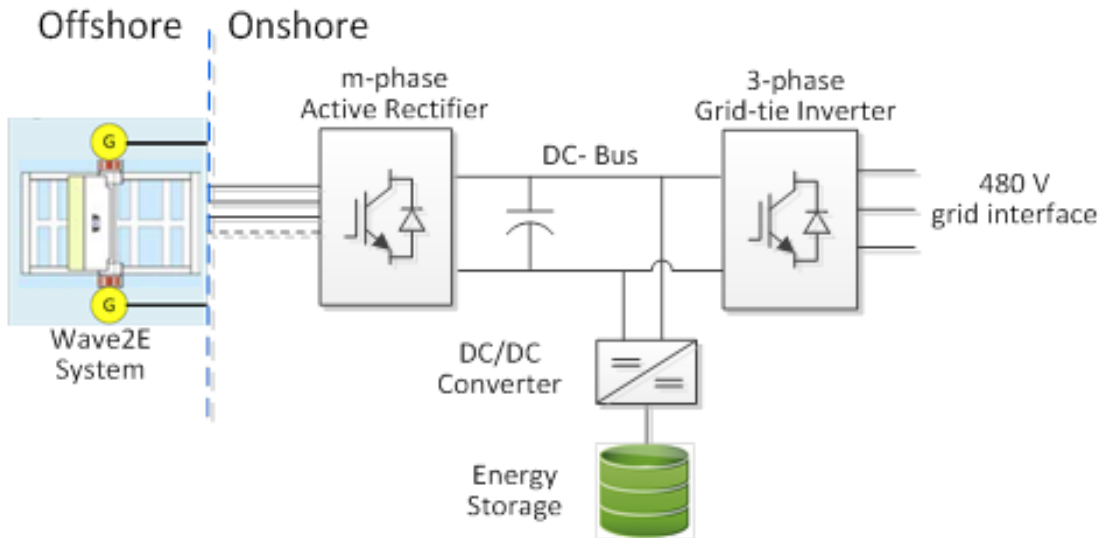 Offshore
Onshore
m-phase
Active Rectifier
3-phase
Grid-tie Inverter
G
DC- Bus
480 V
grid interface
G
Wave2E
System
DC/DC
Converter
Energy
Storage